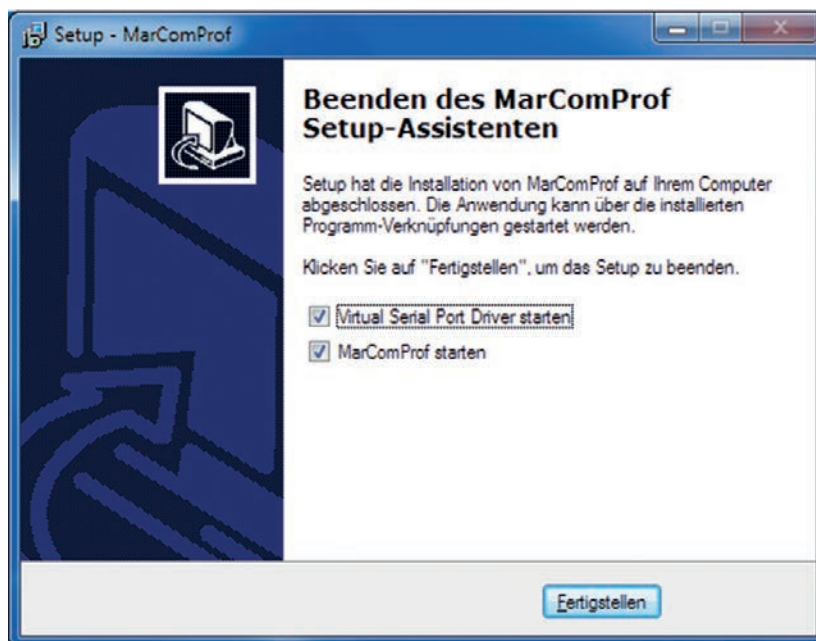 Setup - MarComProf
Beenden des MarComProf
Setup-Assistenten
Setup hat die Installation von MarComProf auf Ihrem Computer
abgeschlossen. Die Anwendung kann über die installierten
Programm-Verknüpfungen gestartet werden.
Klicken Sie auf "Fertigstellen", um das Setup zu beenden.
Virtual Serial Port Driver starten
MarComProf starten
Fertigstellen